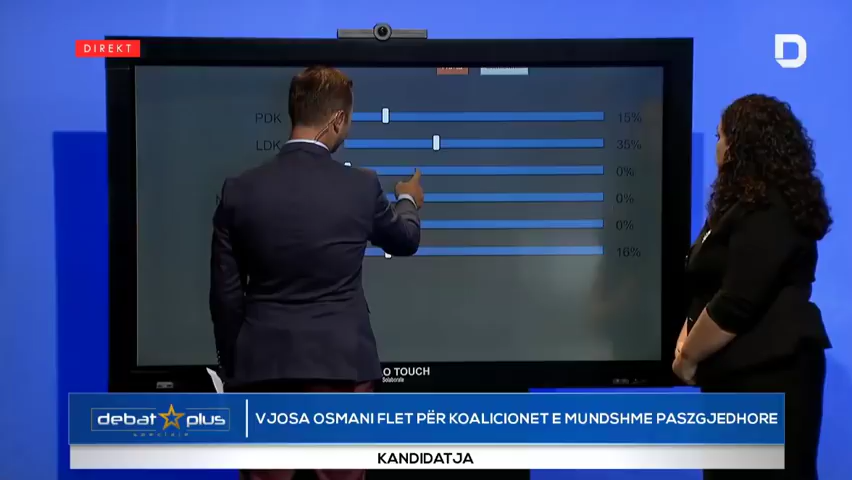 DIREKT
D
PDK 15%
LDK 35%
0%
0%
0%
16%
O TOUCH
debat plus
VJOSA OSMANI FLET PËR KOALICIONET E MUNDSHME PASZGJEDHORE
KANDIDATJA